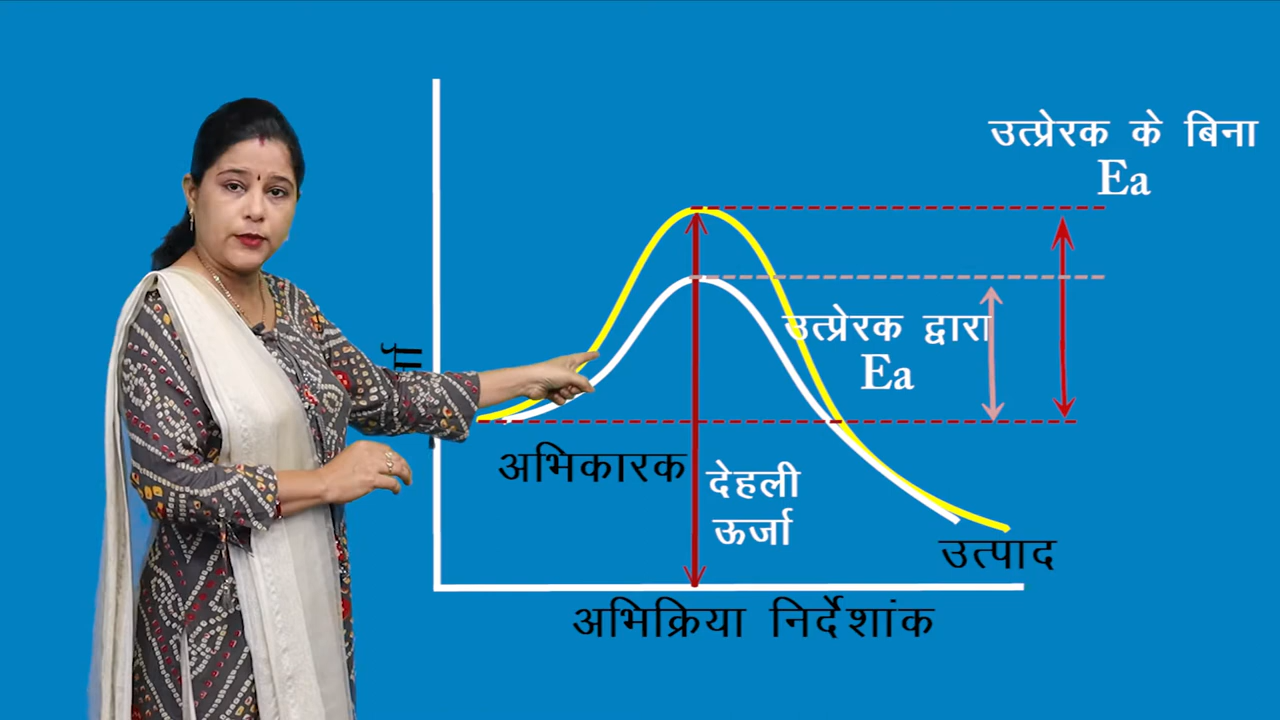 उत्प्रेरक के बिना
Ea
उत्प्रेरक द्वारा
Ea
अभिकारक
देहली
ऊर्जा
उत्पाद
अभिक्रिया निर्देशांक